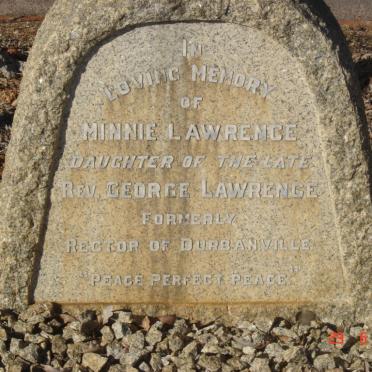 IN
LOVING MEMORY
OF
MINNIE LAWRENCE
DAUGHTER OF THE LATE
REV. GEORGE LAWRENCE
FORMERLY
RECTOR OF DURBANVILLE.
"PEACE PERFECT PEACE."